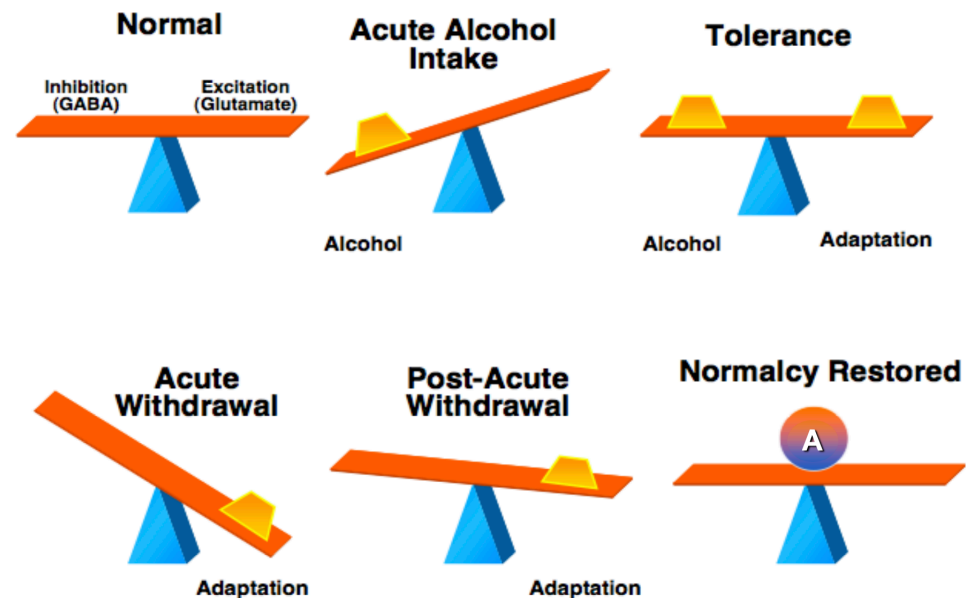 Normal
Inhibition
(GABA)
Excitation
(Glutamate)
Acute Alcohol
Intake
Alcohol
Tolerance
Alcohol
Adaptation
Acute
Withdrawal
Adaptation
Post-Acute
Withdrawal
Adaptation
Normalcy Restored
A